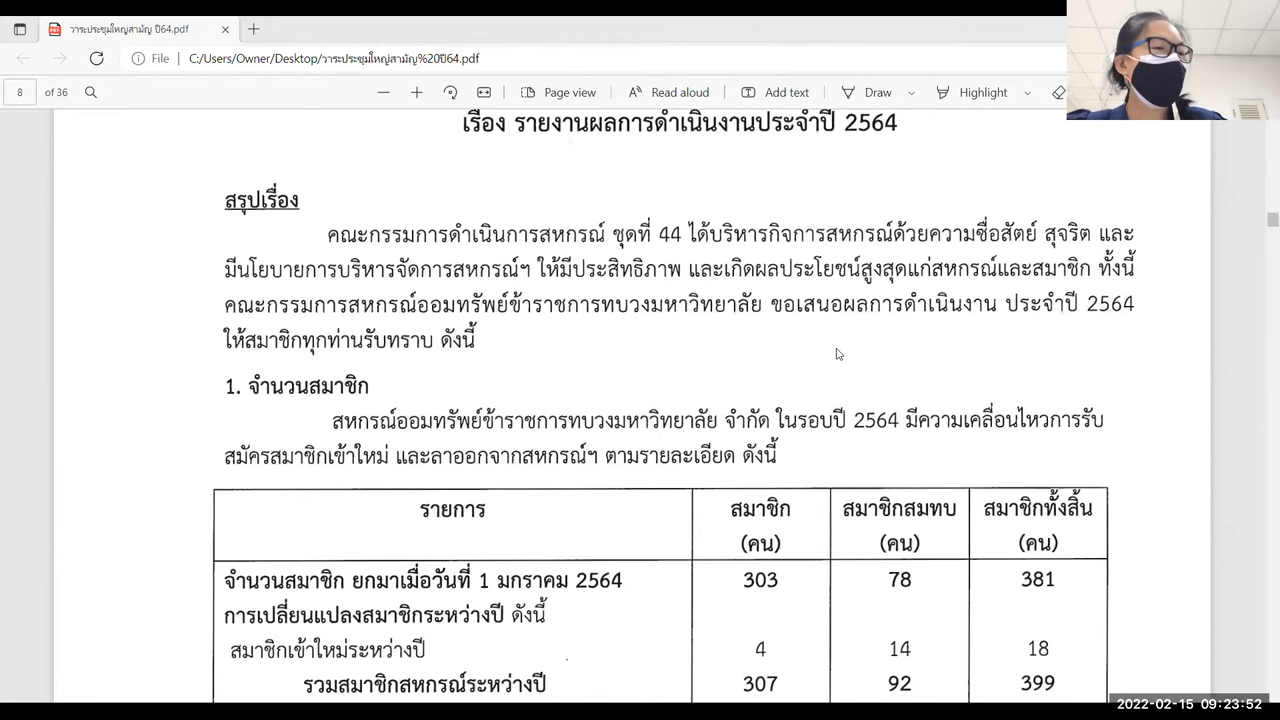 วาระประชุมใหญ่สามัญ ปี64.pdf
File C:/Users/Owner/Desktop/วาระประชุมใหญ่สามัญ%20ปี64.pdf
8 of 36 Page view Read aloud Add text Draw Highlight
เรื่อง รายงานผลการดำเนินงานประจำปี 2564
สรุปเรื่อง
คณะกรรมการดำเนินการสหกรณ์ ชุดที่ 44 ได้บริหารกิจการสหกรณ์ด้วยความซื่อสัตย์ สุจริต และ
มีนโยบายการบริหารจัดการสหกรณ์ฯ ให้มีประสิทธิภาพ และเกิดผลประโยชน์สูงสุดแก่สหกรณ์และสมาชิก ทั้งนี้
คณะกรรมการสหกรณ์ออมทรัพย์ข้าราชการทบวงมหาวิทยาลัย ขอเสนอผลการดำเนินงาน ประจำปี 2564
ให้สมาชิกทุกท่านรับทราบ ดังนี้
1. จำนวนสมาชิก
สหกรณ์ออมทรัพย์ข้าราชการทบวงมหาวิทยาลัย จำกัด ในรอบปี 2564 มีความเคลื่อนไหวการรับ
สมัครสมาชิกเข้าใหม่ และลาออกจากสหกรณ์ฯ ตามรายละเอียด ดังนี้
รายการ สมาชิก สมาชิกสมทบ สมาชิกทั้งสิ้น
(คน) (คน) (คน)
จำนวนสมาชิก ยกมาเมื่อวันที่ 1 มกราคม 2564 303 78 381
การเปลี่ยนแปลงสมาชิกระหว่างปี ดังนี้
สมาชิกเข้าใหม่ระหว่างปี 4 14 18
รวมสมาชิกสหกรณ์ระหว่างปี 307 92 399
2022-02-15 09:23:52